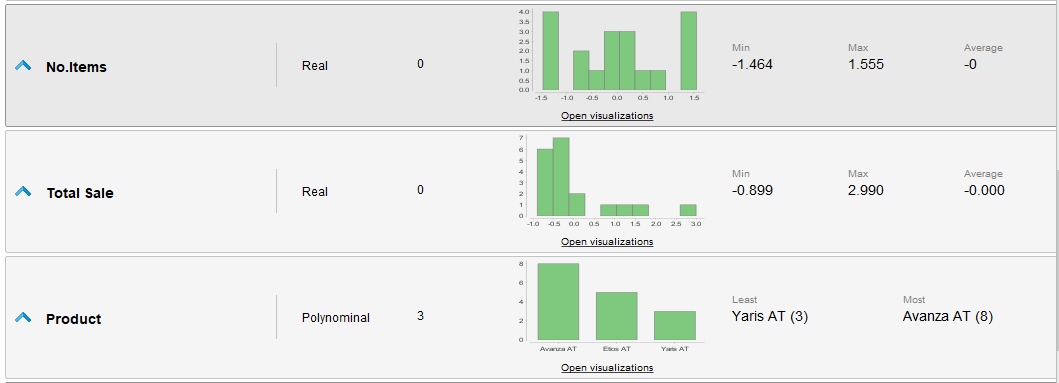 No.Items
Real
0
4.0
3.5
3.0
2.5
2.0
1.5
1.0
0.5
0.0
-1.5 -1.0 -0.5 0.0 0.5 1.0 1.5
Open visualizations
Min Max Average
-1.464 1.555 -0
Total Sale
Real
0
7
6
5
4
3
2
1
0
-1.0 -0.5 0.0 0.5 1.0 1.5 2.0 2.5 3.0
Open visualizations
Min Max Average
-0.899 2.990 -0.000
Product
Polynominal
3
8
6
4
2
0
Avanza AT Etios AT Yaris AT
Open visualizations
Least Most
Yaris AT (3) Avanza AT (8)